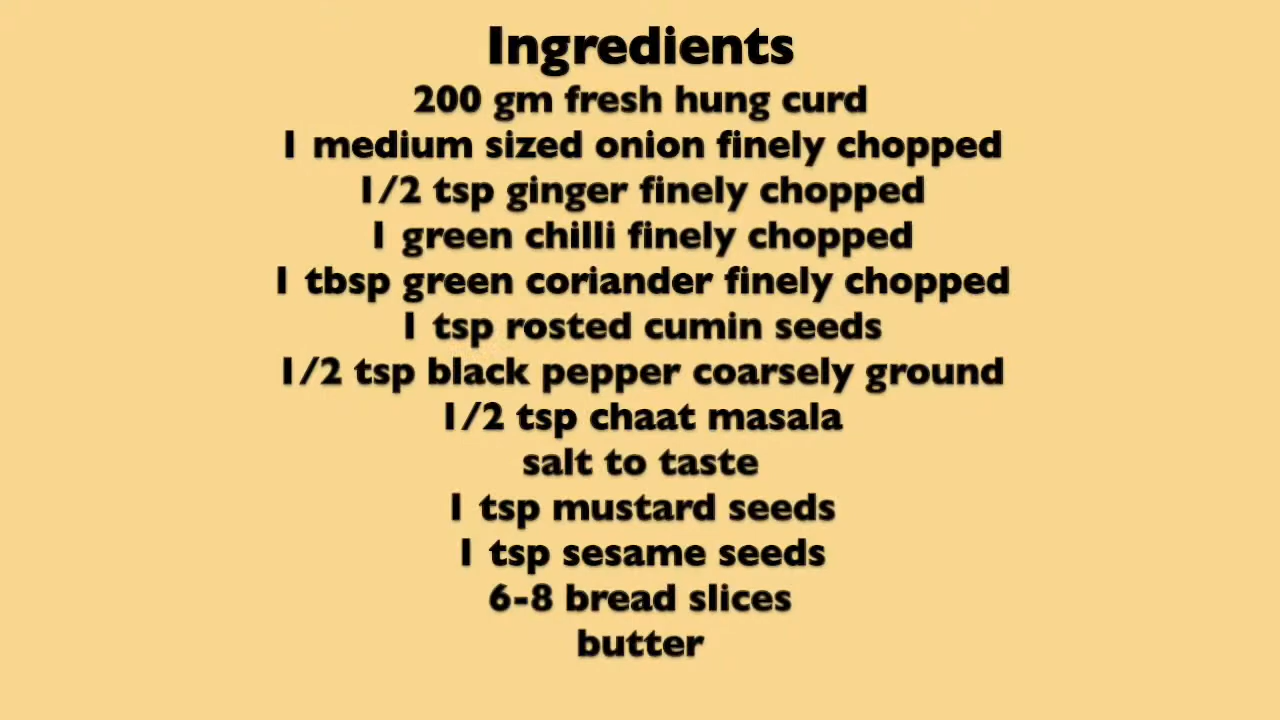 Ingredients
200 gm fresh hung curd
1 medium sized onion finely chopped
1/2 tsp ginger finely chopped
1 green chilli finely chopped
1 tbsp green coriander finely chopped
1 tsp rosted cumin seeds
1/2 tsp black pepper coarsely ground
1/2 tsp chaat masala
salt to taste
1 tsp mustard seeds
1 tsp sesame seeds
6-8 bread slices
butter